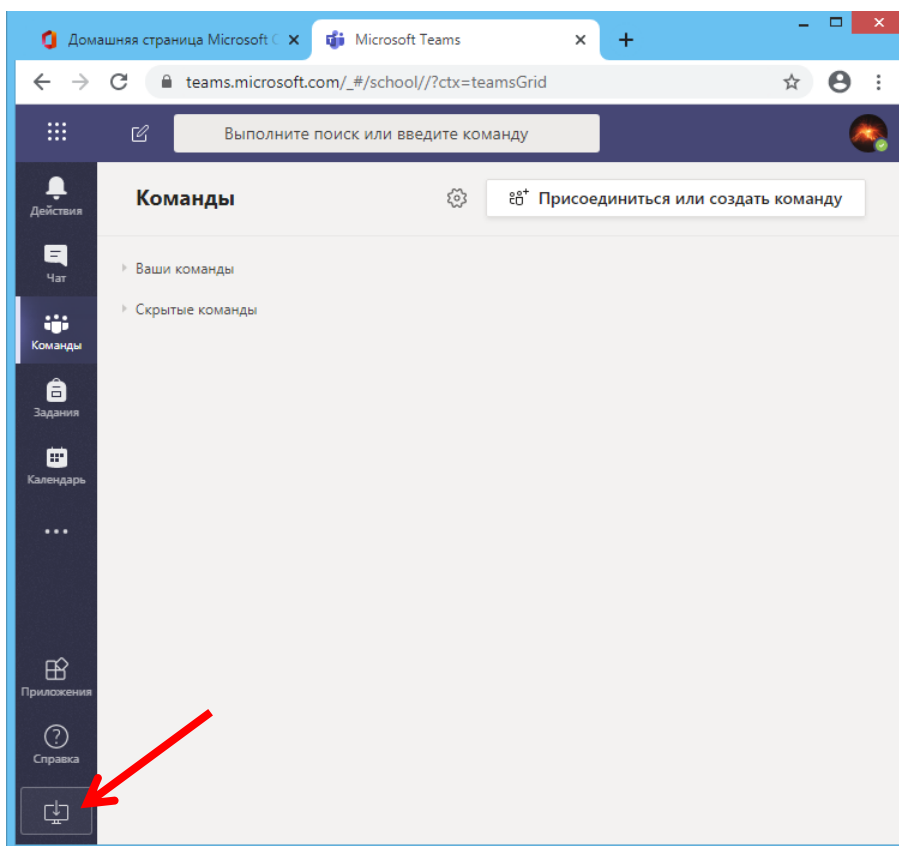 Домашняя страница Microsoft
Microsoft Teams
teams.microsoft.com/_#/school//?ctx=teamsGrid
Выполните поиск или введите команду
Действия
Чат
Команды
Задания
Календарь
Приложения
Справка
Команды
Присоединиться или создать команду
Ваши команды
Скрытые команды